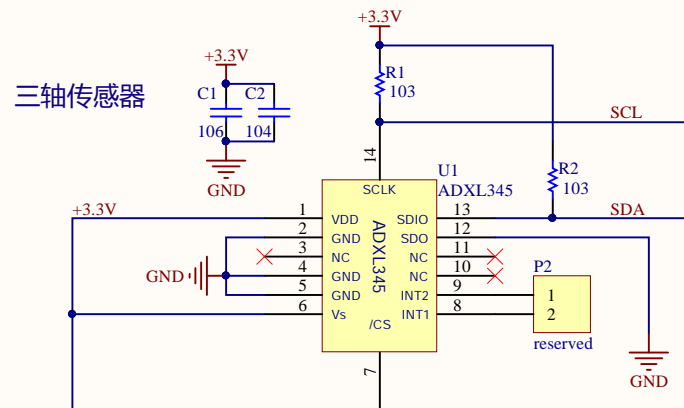 +3.3V
+3.3V
三轴传感器
C1
C2
106
104
GND
R1
103
SCL
14
R2
103
U1
ADXL345
SCLK
+3.3V
1
VDD
SDIO
13
SDA
2
GND
SDO
12
3
NC
NC
11
GND
4
GND
NC
10
5
GND
INT2
9
6
Vs
INT1
8
ADXL345
/CS
7
P2
1
2
reserved
GND